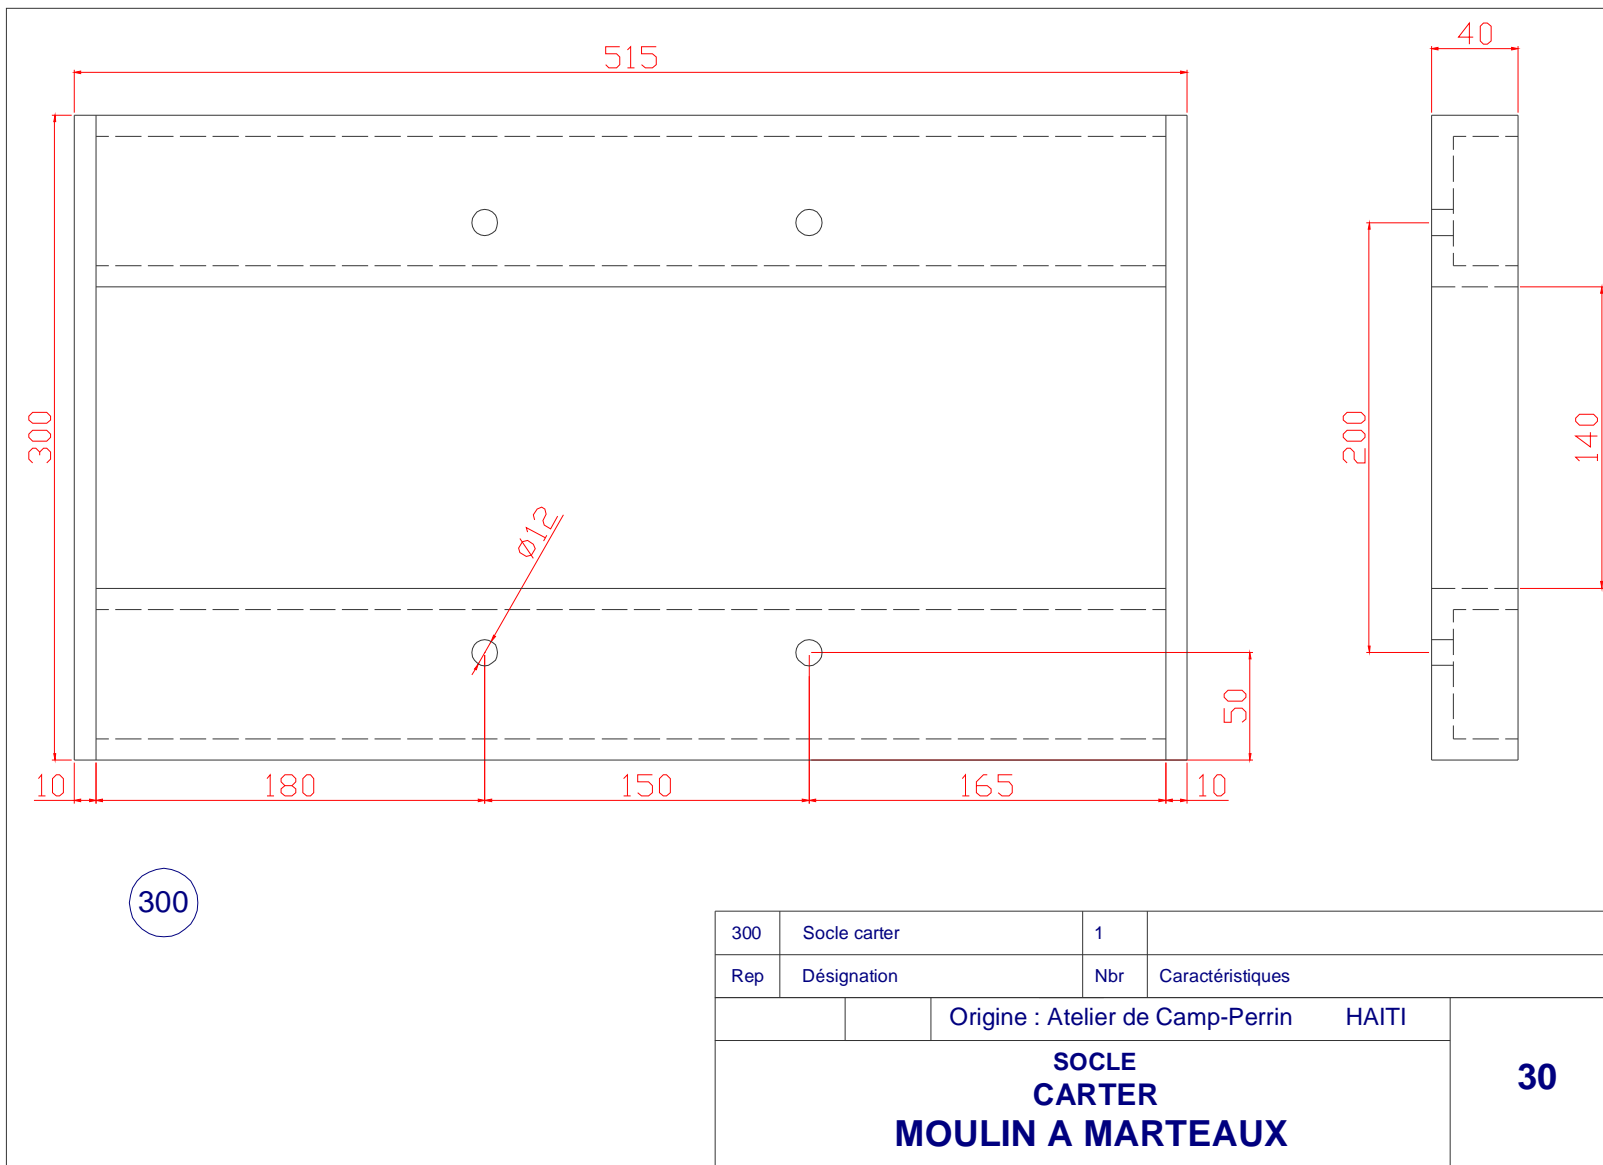 515
40
300
200
140
Ø12
50
10
180
150
165
10
300
300 Socle carter 1
Rep Désignation Nbr Caractéristiques
Origine : Atelier de Camp-Perrin HAITI
SOCLE
CARTER
MOULIN A MARTEAUX
30